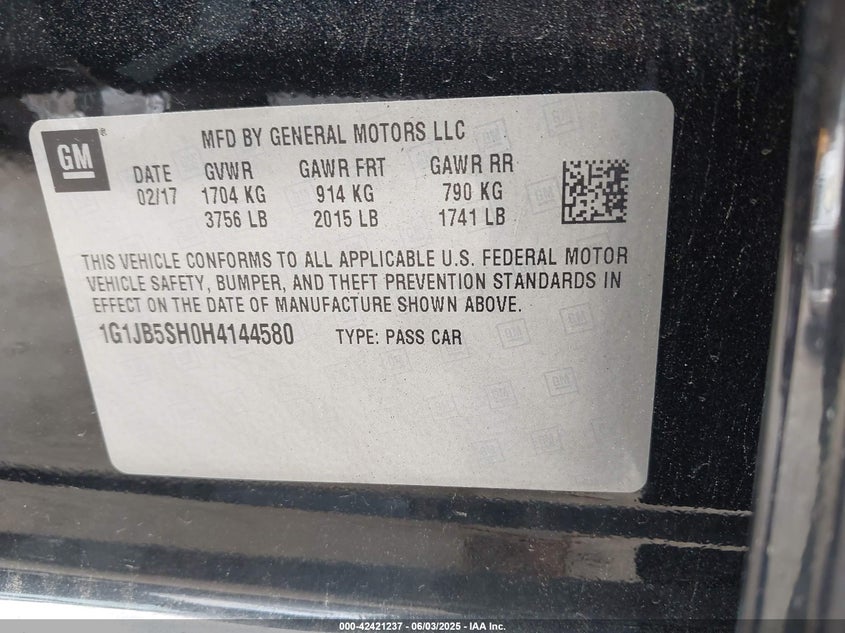 GM
®
MFD BY GENERAL MOTORS LLC
DATE GVWR GAWR FRT GAWR RR
02/17 1704 KG 914 KG 790 KG
3756 LB 2015 LB 1741 LB
THIS VEHICLE CONFORMS TO ALL APPLICABLE U.S. FEDERAL MOTOR
VEHICLE SAFETY, BUMPER, AND THEFT PREVENTION STANDARDS IN
EFFECT ON THE DATE OF MANUFACTURE SHOWN ABOVE.
1G1JB5SH0H4144580 TYPE: PASS CAR
000-42421237 - 06/03/2025 - IAA Inc.